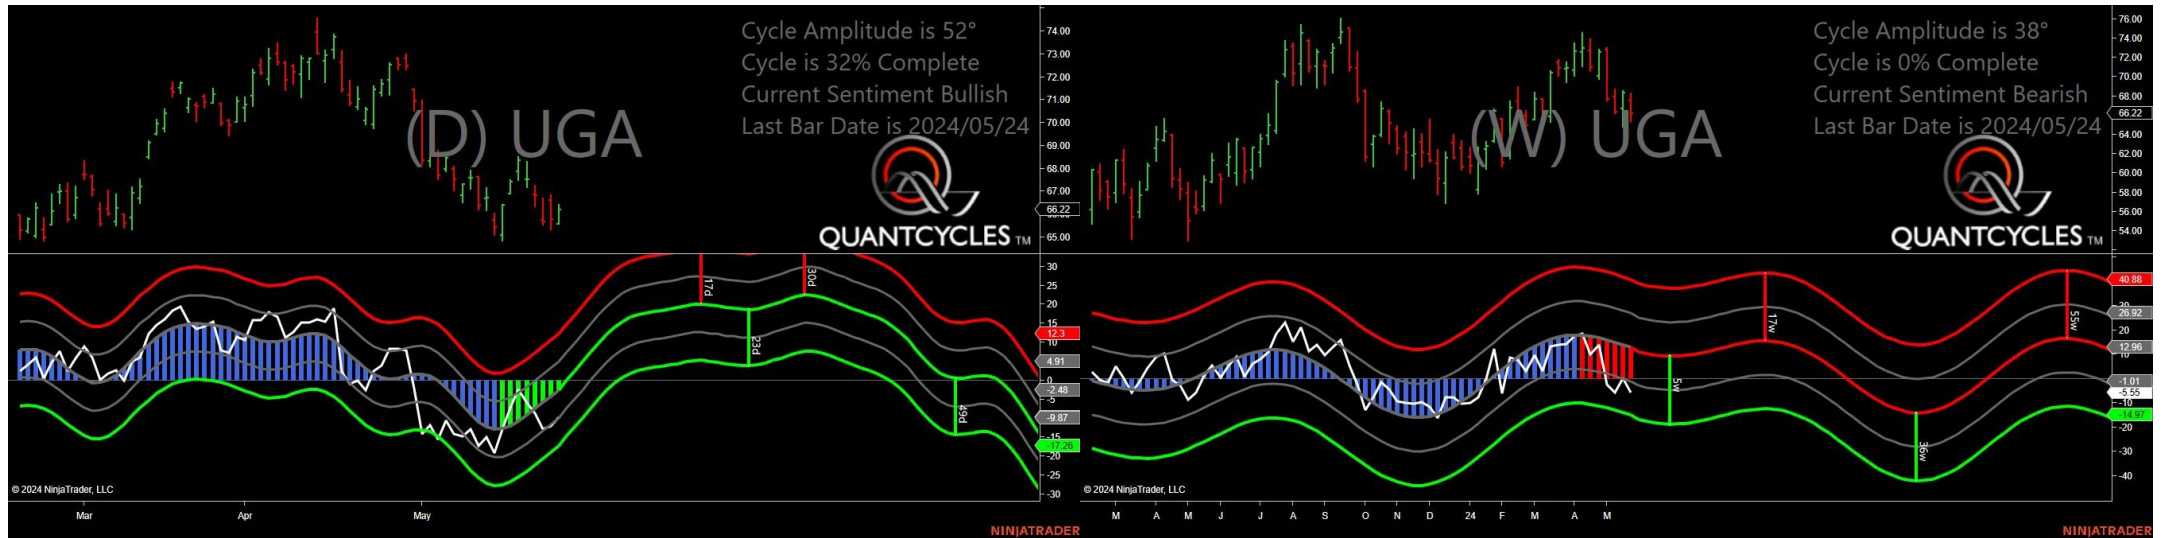 Cycle Amplitude is 52°
Cycle is 32% Complete
Current Sentiment Bullish
Last Bar Date is 2024/05/24
(D) UGA
QUANTCYCLES TM
74.00
73.00
72.00
71.00
70.00
69.00
68.00
67.00
66.22
65.00
17d
30d
23d
49d
30
25
20
15
12.3
10
4.91
0
-2.48
-5
-9.87
-15
-17.26
-20
-25
-30
© 2024 NinjaTrader, LLC
Mar Apr May
NINJATRADER
Cycle Amplitude is 38°
Cycle is 0% Complete
Current Sentiment Bearish
Last Bar Date is 2024/05/24
(W) UGA
QUANTCYCLES TM
76.00
74.00
72.00
70.00
68.00
66.22
64.00
62.00
60.00
58.00
56.00
54.00
5w
17w
36w
55w
40.88
26.92
20
12.96
-1.01
-5.55
-10
-14.97
-20
-30
-40
© 2024 NinjaTrader, LLC
M A M J J A S O N D 24 F M A M
NINJATRADER